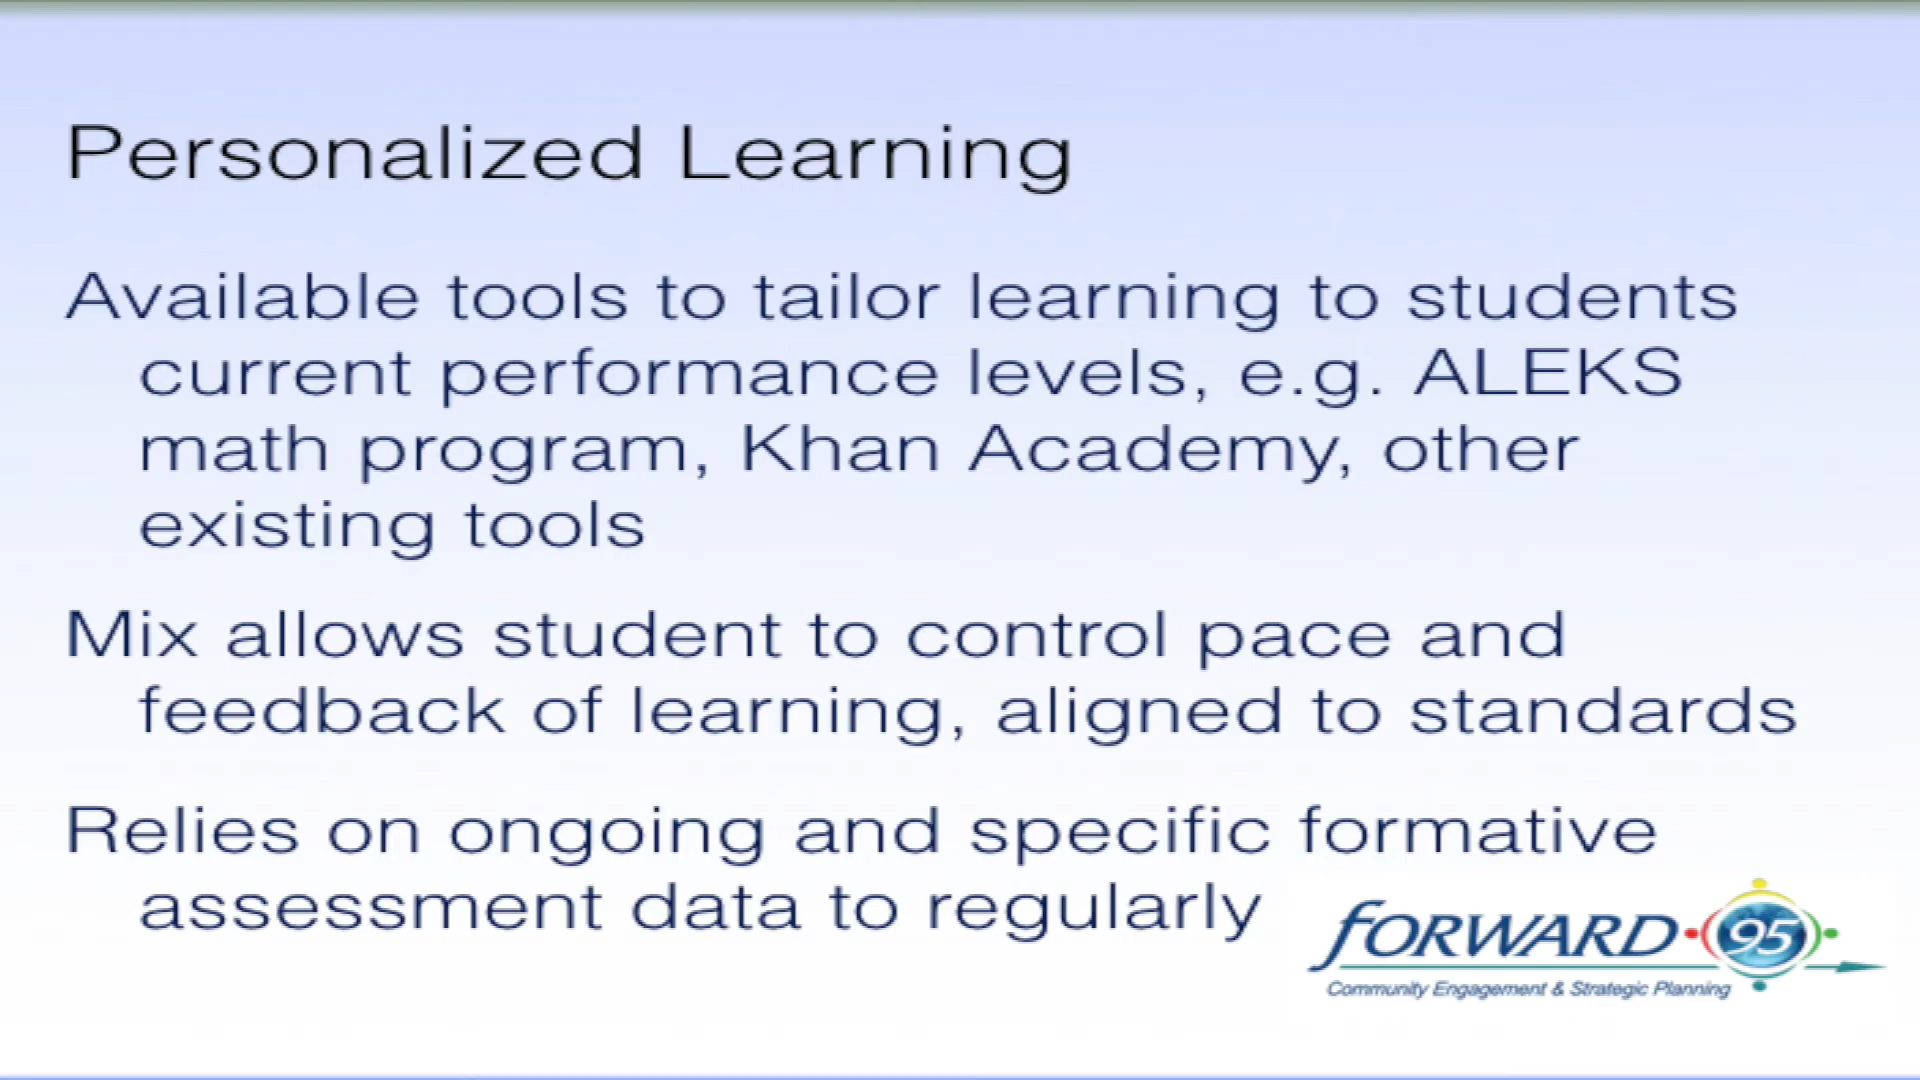 Personalized Learning
Available tools to tailor learning to students
current performance levels, e.g. ALEKS
math program, Khan Academy, other
existing tools
Mix allows student to control pace and
feedback of learning, aligned to standards
Relies on ongoing and specific formative
assessment data to regularly
FORWARD 95
Community Engagement & Strategic Planning